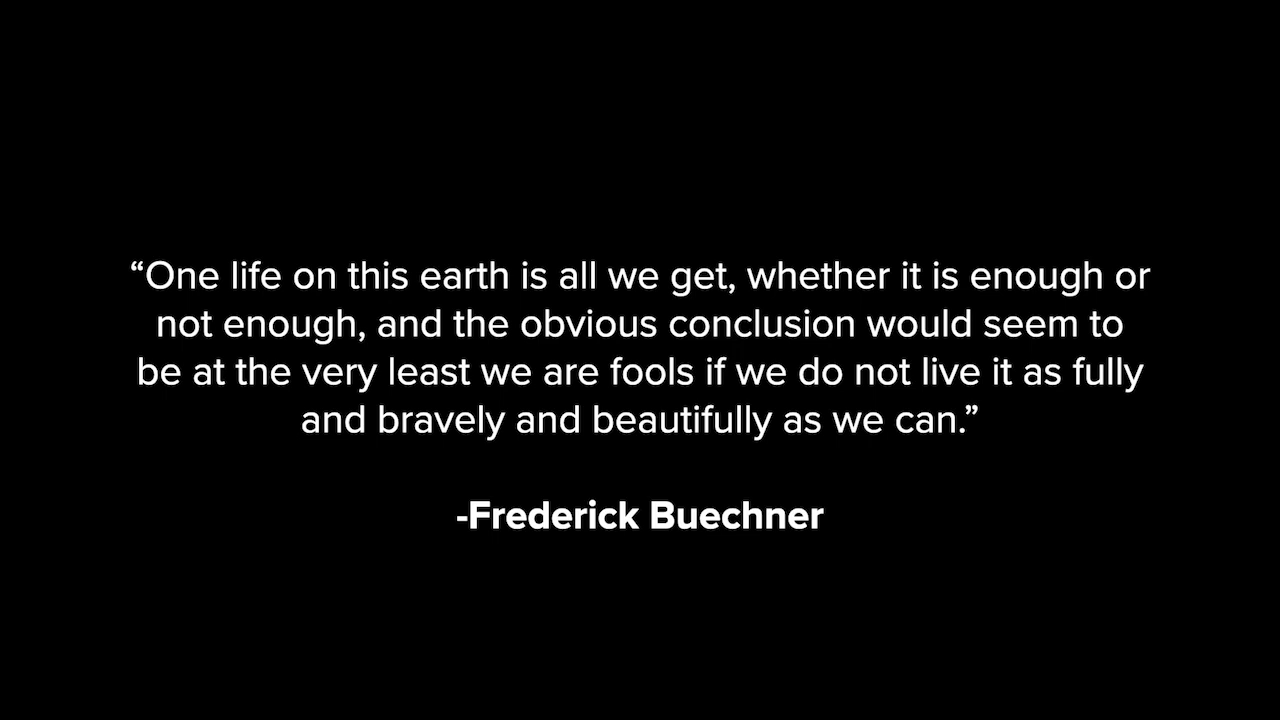 “One life on this earth is all we get, whether it is enough or
not enough, and the obvious conclusion would seem to
be at the very least we are fools if we do not live it as fully
and bravely and beautifully as we can.”
-Frederick Buechner